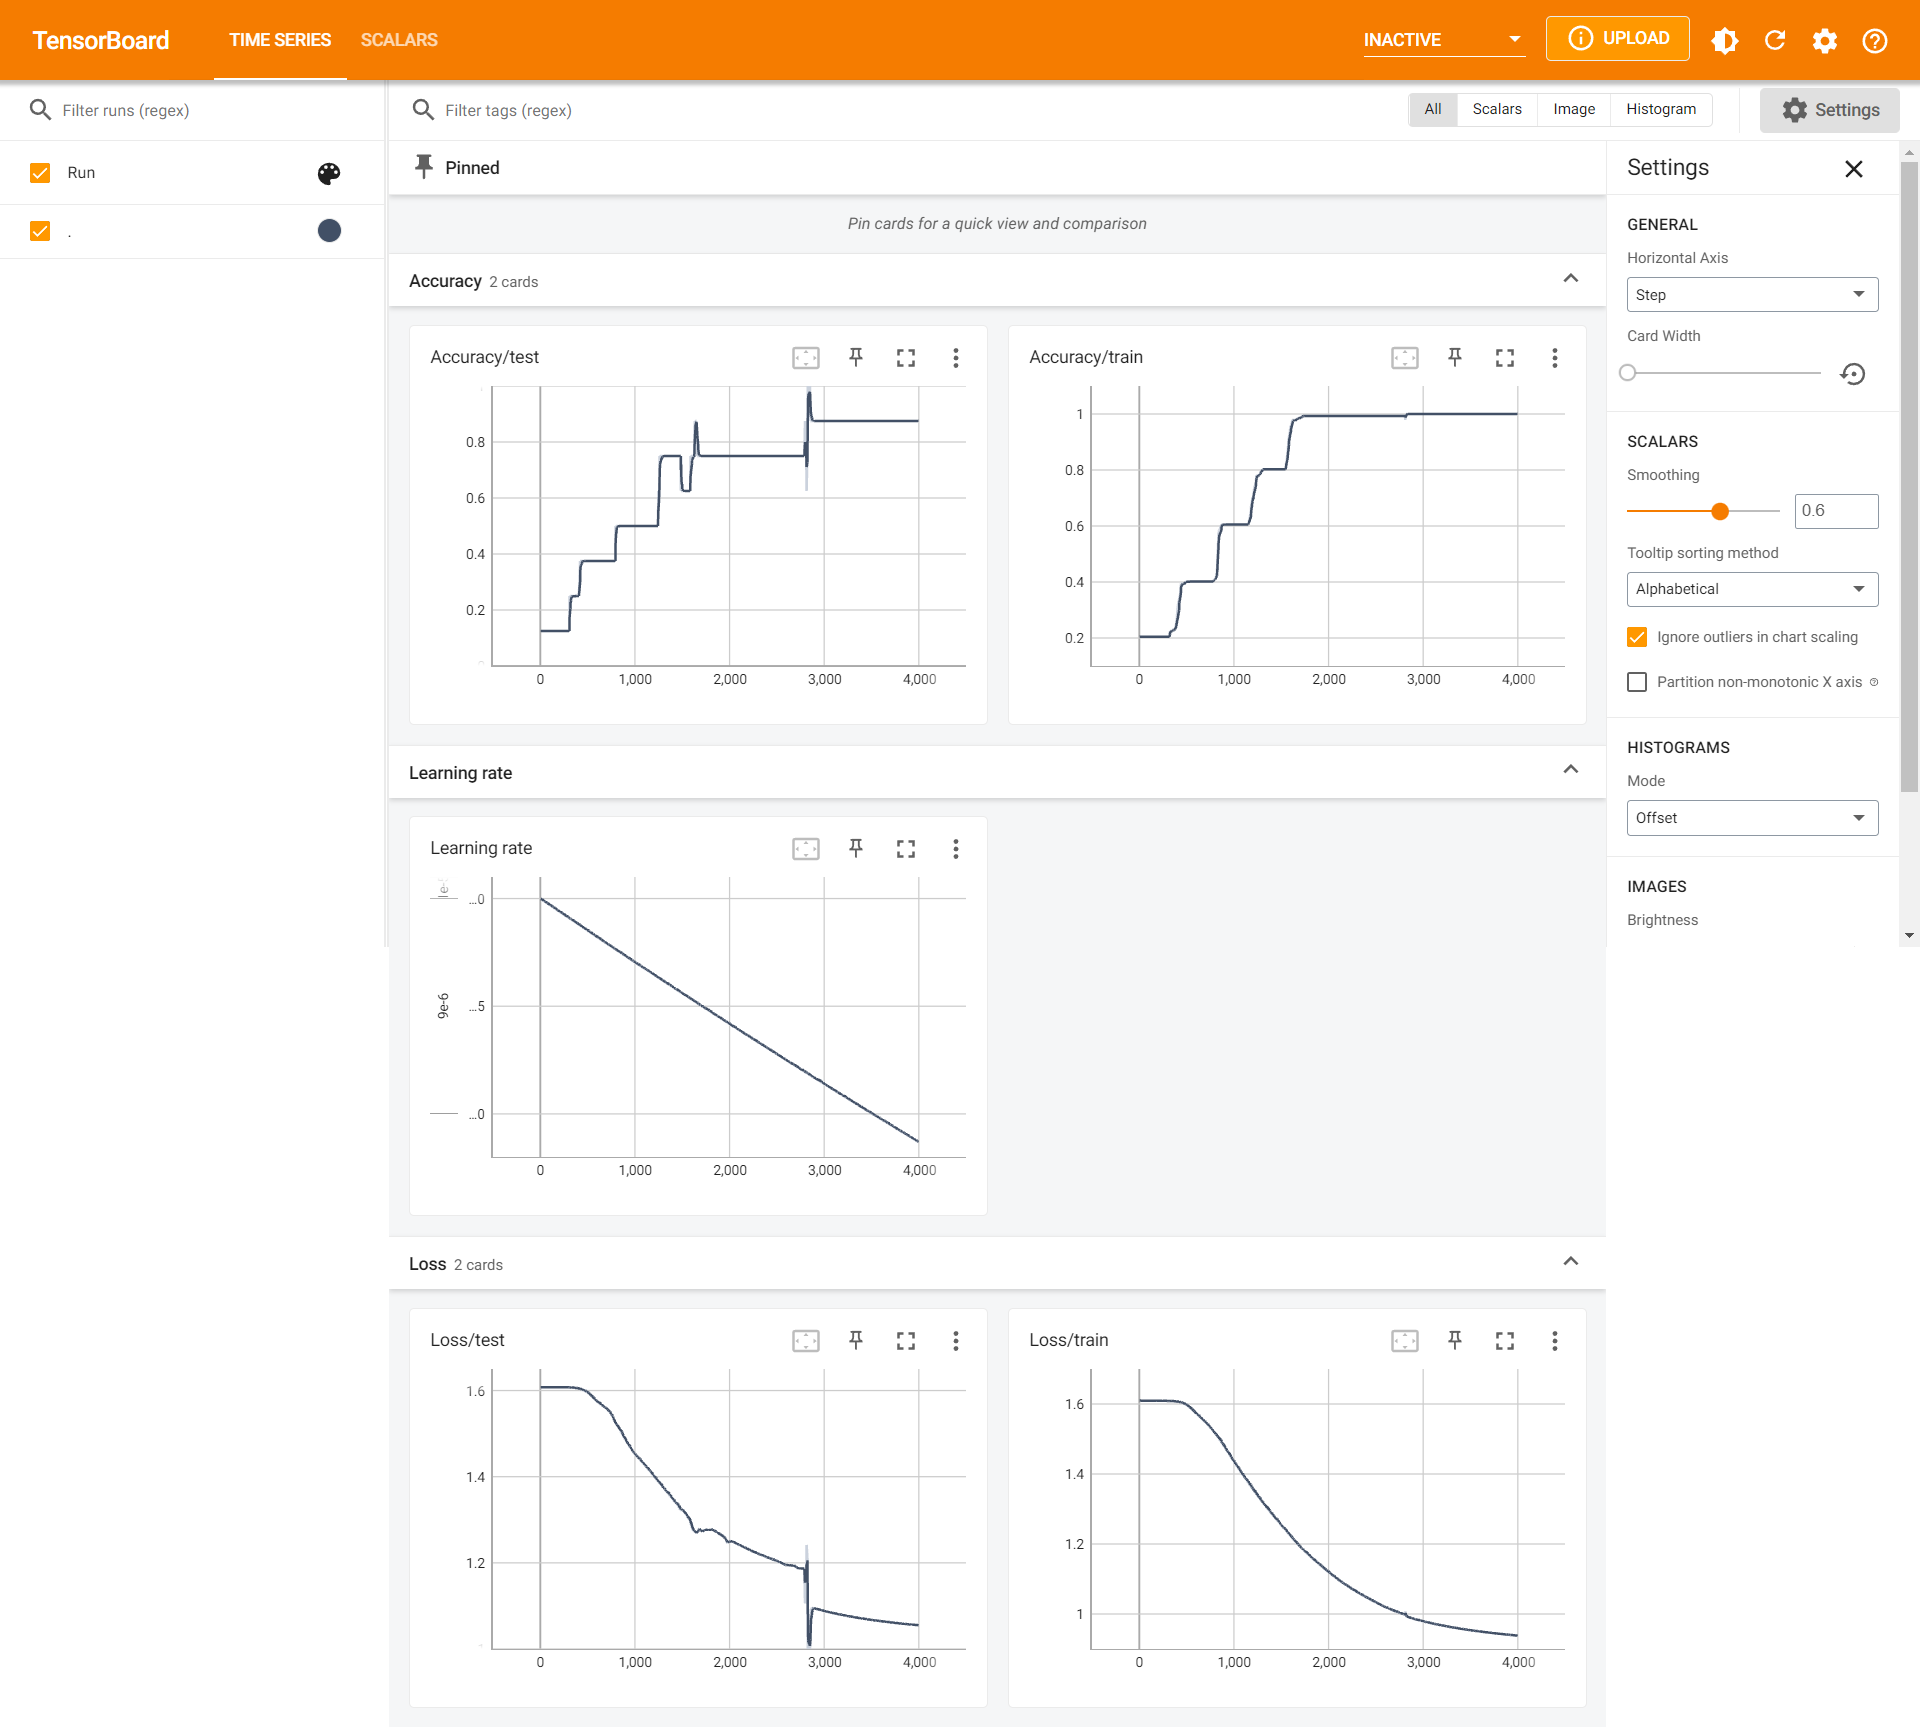 TensorBoard TIME SERIES SCALARS INACTIVE UPLOAD
Filter runs (regex)
Run
.
Filter tags (regex)
All Scalars Image Histogram Settings
Pinned
Pin cards for a quick view and comparison
Accuracy 2 cards
Accuracy/test
0.8
0.6
0.4
0.2
0 1,000 2,000 3,000 4,000
Accuracy/train
1
0.8
0.6
0.4
0.2
0 1,000 2,000 3,000 4,000
Learning rate
Learning rate
...0
9e-6 ...5
...0
0 1,000 2,000 3,000 4,000
Loss 2 cards
Loss/test
1.6
1.4
1.2
0 1,000 2,000 3,000 4,000
Loss/train
1.6
1.4
1.2
1
0 1,000 2,000 3,000 4,000
Settings
GENERAL
Horizontal Axis
Step
Card Width
SCALARS
Smoothing
0.6
Tooltip sorting method
Alphabetical
Ignore outliers in chart scaling
Partition non-monotonic X axis
HISTOGRAMS
Mode
Offset
IMAGES
Brightness